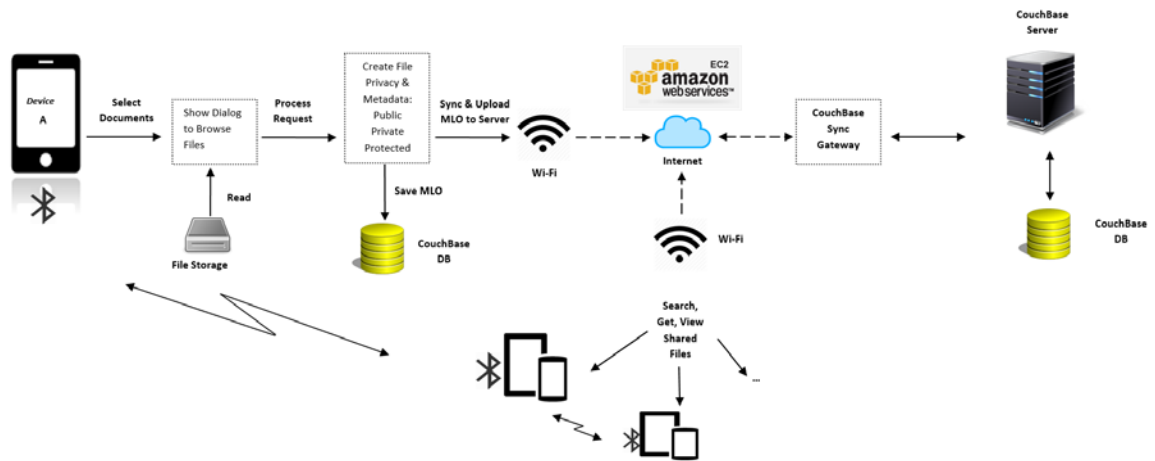 Device
A
Select
Documents
Show Dialog
to Browse
Files
Read
File Storage
Process
Request
Create File
Privacy &
Metadata:
Public
Private
Protected
Save MLO
CouchBase
DB
Sync & Upload
MLO to Server
Wi-Fi
EC2
amazon
webservices™
Internet
Wi-Fi
Search,
Get, View
Shared
Files
...
CouchBase
Sync
Gateway
CouchBase
Server
CouchBase
DB